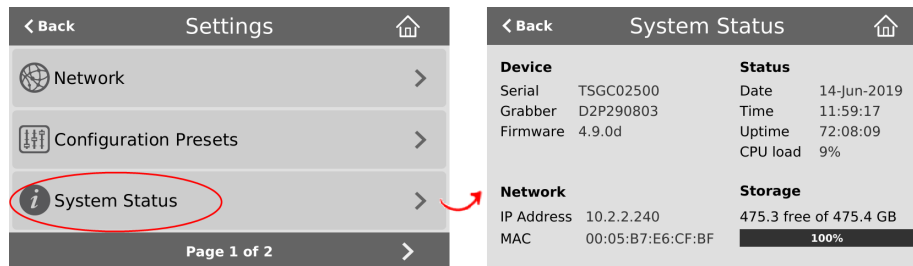 Back Settings
Network
Configuration Presets
i System Status
Page 1 of 2
Back System Status
Device
Serial TSGC02500
Grabber D2P290803
Firmware 4.9.0d
Status
Date 14-Jun-2019
Time 11:59:17
Uptime 72:08:09
CPU load 9%
Network
IP Address 10.2.2.240
MAC 00:05:B7:E6:CF:BF
Storage
475.3 free of 475.4 GB
100%